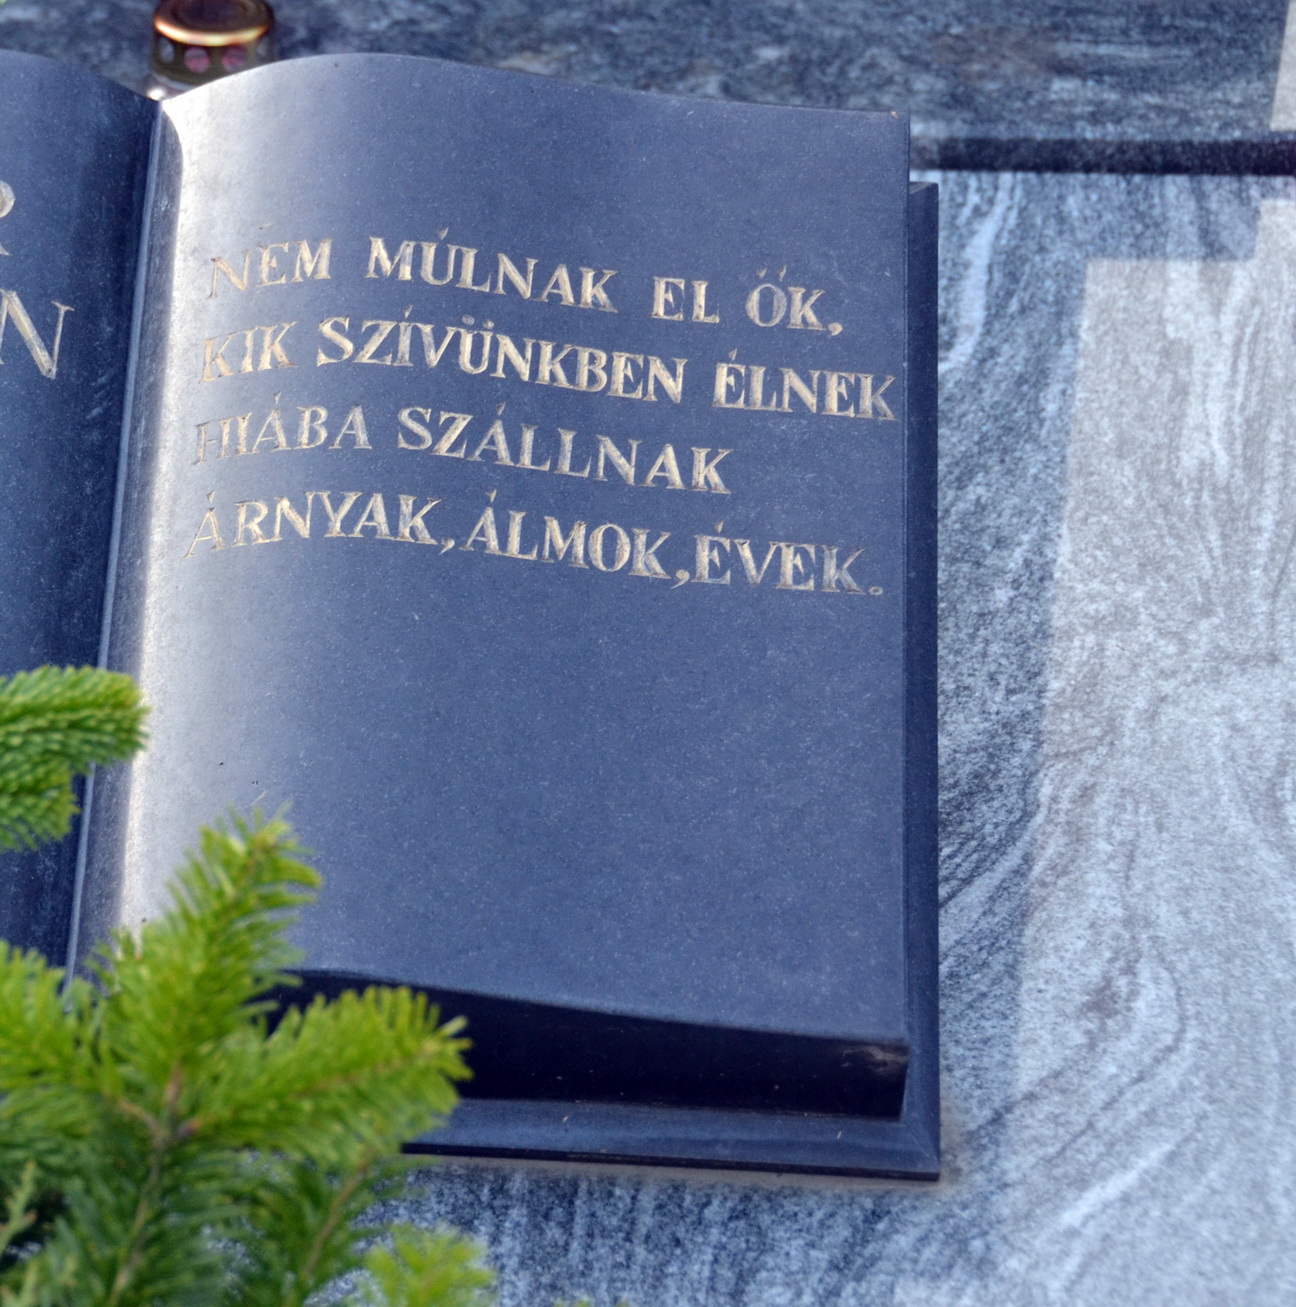 NEM MÚLNAK EL ŐK,
KIK SZÍVÜNKBEN ÉLNEK
HIÁBA SZÁLLNAK
ÁRNYAK, ÁLMOK, ÉVEK.